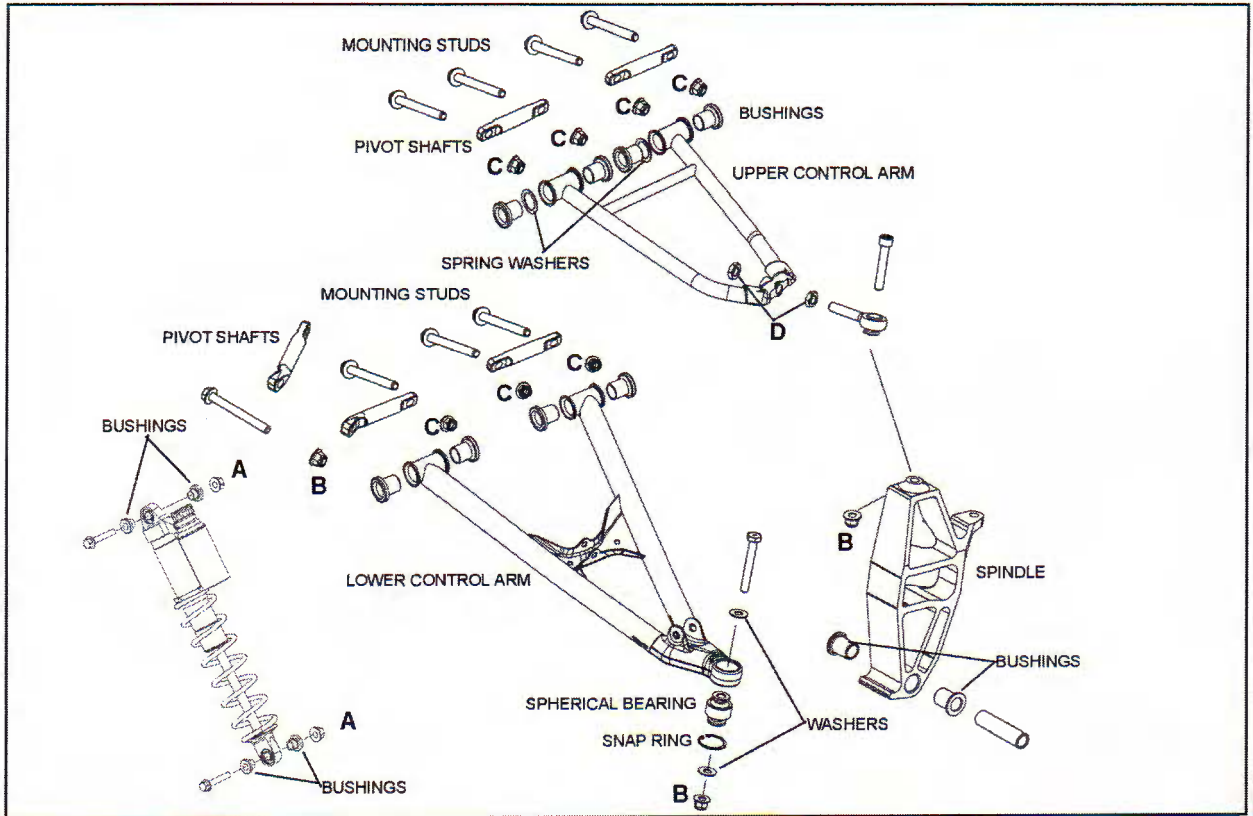 MOUNTING STUDS
C
C
BUSHINGS
C
PIVOT SHAFTS
C
UPPER CONTROL ARM
SPRING WASHERS
MOUNTING STUDS
D
PIVOT SHAFTS
C
C
BUSHINGS
C
A
B
B
LOWER CONTROL ARM
SPINDLE
BUSHINGS
SPHERICAL BEARING
WASHERS
A
SNAP RING
BUSHINGS
B